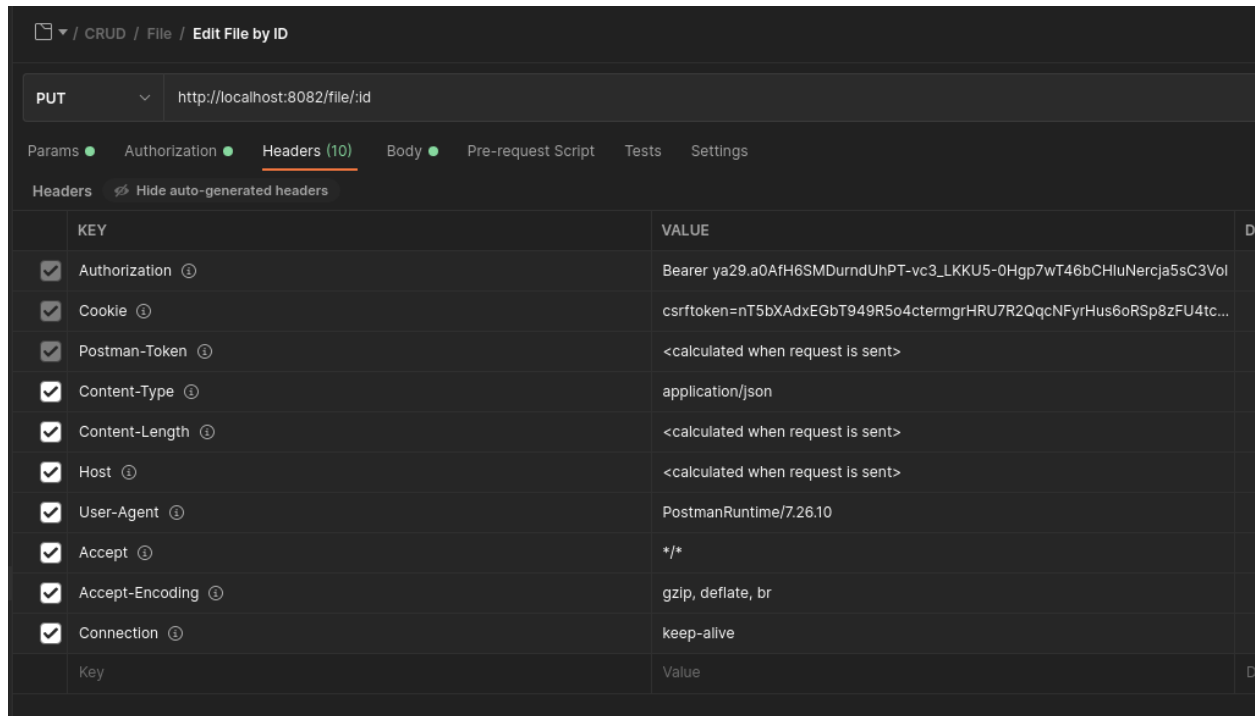 / CRUD / File / Edit File by ID
PUT http://localhost:8082/file/:id
Params Authorization Headers (10) Body Pre-request Script Tests Settings
Headers Hide auto-generated headers
KEY VALUE D
Authorization Bearer ya29.a0AfH6SMDurndUhPT-vc3_LKKU5-0Hgp7wT46bCHluNercja5sC3Vol
Cookie csrftoken=nT5bXAdxEGbT949R5o4ctermgrHRU7R2QqcNFyrHus6oRSp8zFU4tc...
Postman-Token <calculated when request is sent>
Content-Type application/json
Content-Length <calculated when request is sent>
Host <calculated when request is sent>
User-Agent PostmanRuntime/7.26.10
Accept */*
Accept-Encoding gzip, deflate, br
Connection keep-alive
Key Value D